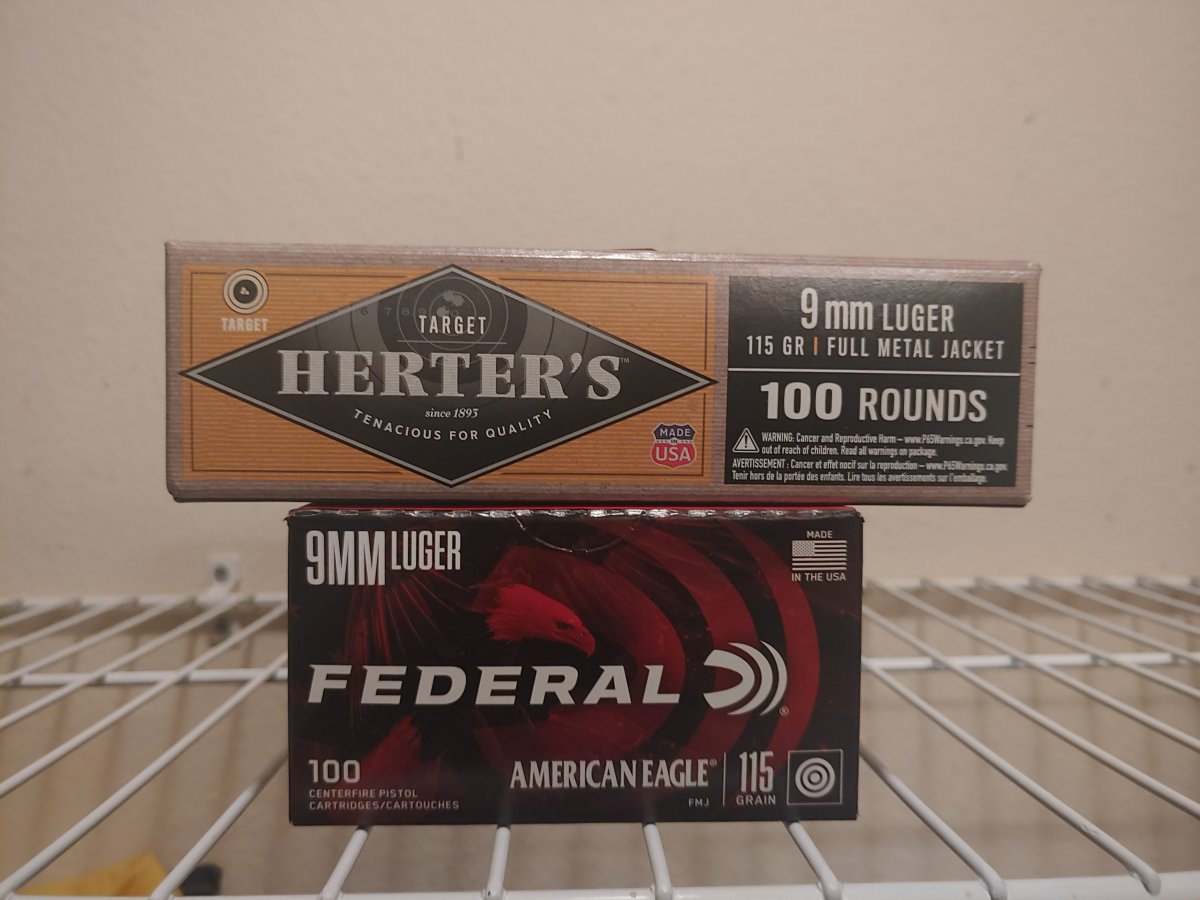 TARGET
TARGET
HERTER'S™
since 1893
TENACIOUS FOR QUALITY
MADE
IN
USA
9mm LUGER
115 GR | FULL METAL JACKET
100 ROUNDS
WARNING: Cancer and Reproductive Harm – www.P65Warnings.ca.gov. Keep
out of reach of children. Read all warnings on package.
AVERTISSEMENT : Cancer et effet nocif sur la reproduction – www.P65Warnings.ca.gov.
Tenir hors de la portée des enfants. Lire tous les avertissements sur l'emballage.
9MM LUGER
MADE
IN THE USA
FEDERAL®
100
CENTERFIRE PISTOL
CARTRIDGES/CARTOUCHES
AMERICAN EAGLE®
FMJ
115
GRAIN